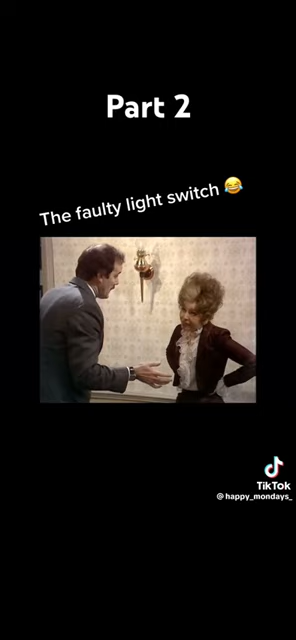 Part 2
The faulty light switch 😂
TikTok
@happy_mondays_